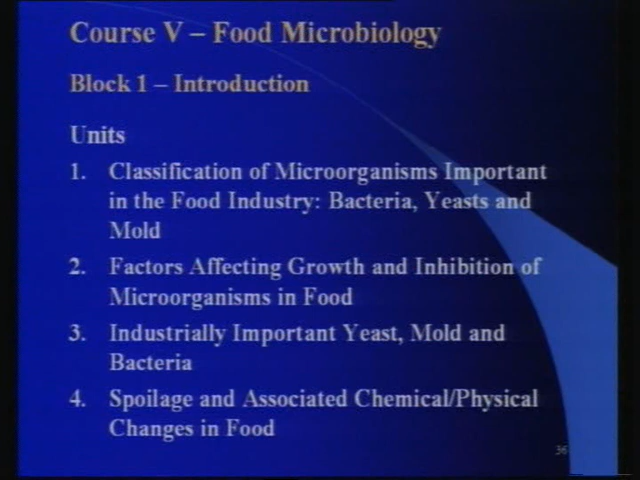 Course V – Food Microbiology
Block 1 – Introduction
Units
1. Classification of Microorganisms Important
in the Food Industry: Bacteria, Yeasts and
Mold
2. Factors Affecting Growth and Inhibition of
Microorganisms in Food
3. Industrially Important Yeast, Mold and
Bacteria
4. Spoilage and Associated Chemical/Physical
Changes in Food
36